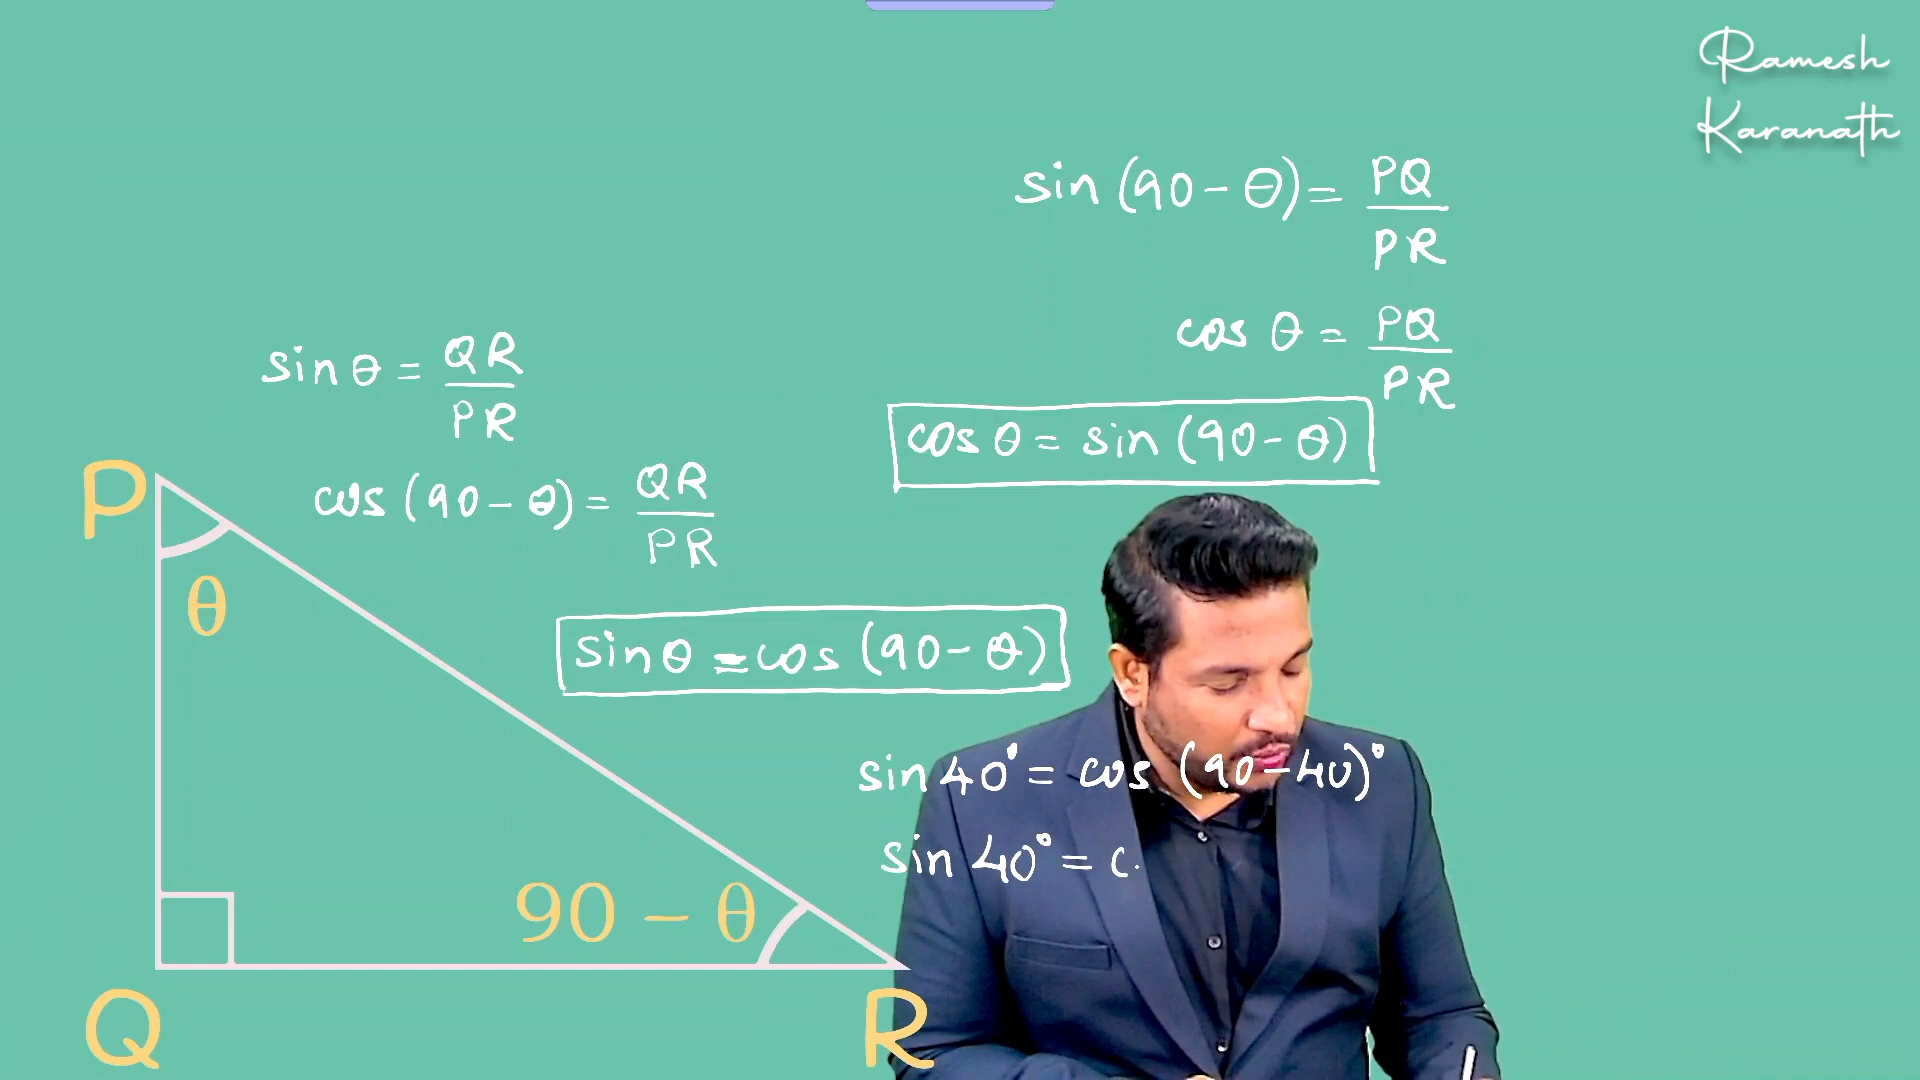 Ramesh
Karanath
sin (90 - θ) = PQ / PR
cos θ = PQ / PR
cos θ = sin (90 - θ)
sin θ = QR / PR
cos (90 - θ) = QR / PR
sin θ = cos (90 - θ)
sin 40° = cos (90 - 40)°
sin 40° = c
P
θ
90 − θ
Q
R